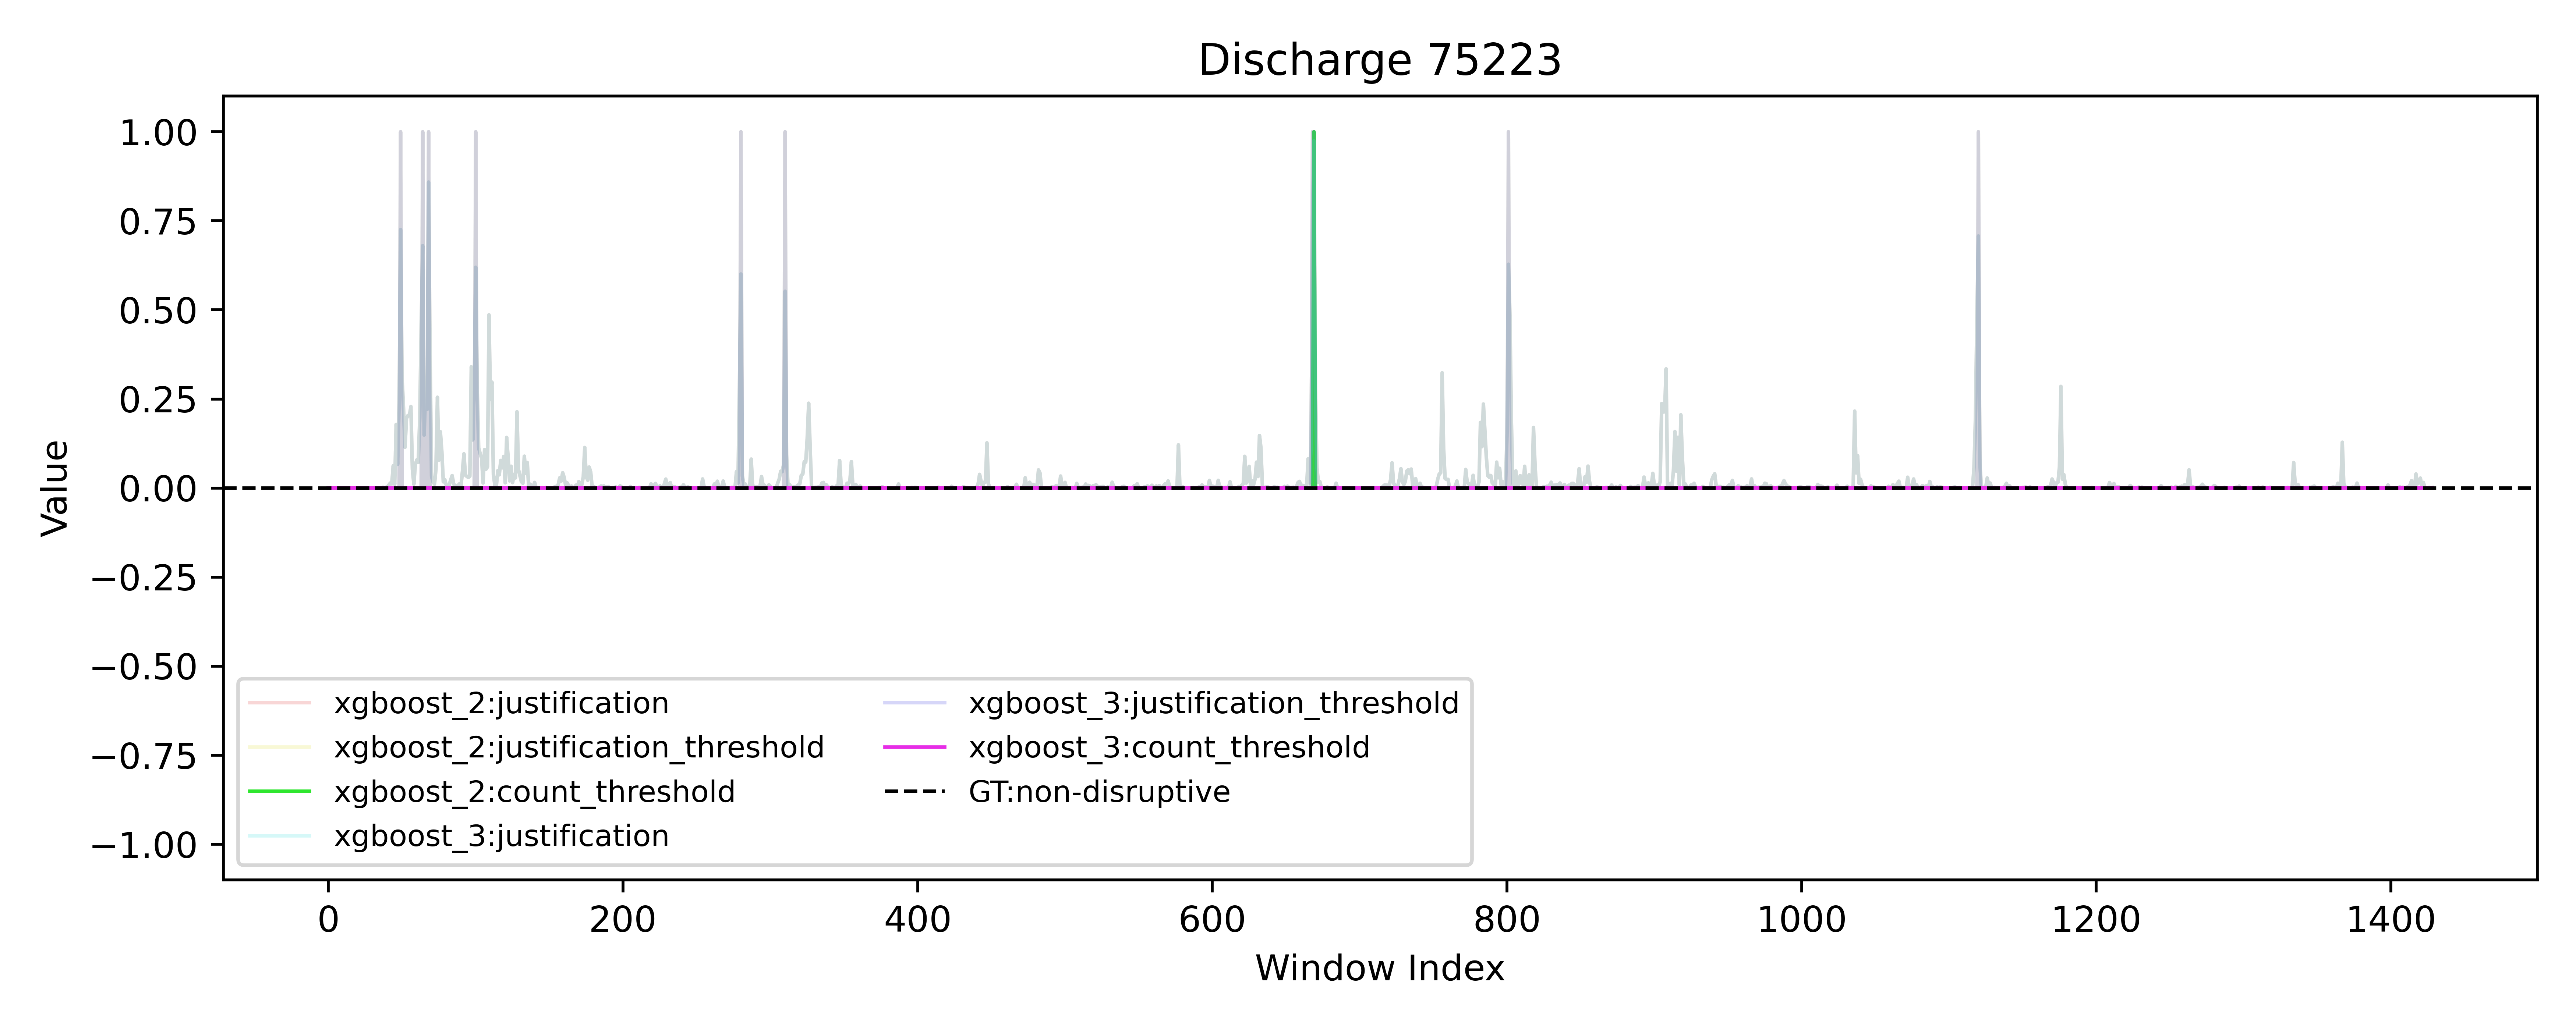 Discharge 75223
1.00
0.75
0.50
0.25
0.00
−0.25
−0.50
−0.75
−1.00
Value
xgboost_2:justification
xgboost_2:justification_threshold
xgboost_2:count_threshold
xgboost_3:justification
xgboost_3:justification_threshold
xgboost_3:count_threshold
GT:non-disruptive
0 200 400 600 800 1000 1200 1400
Window Index